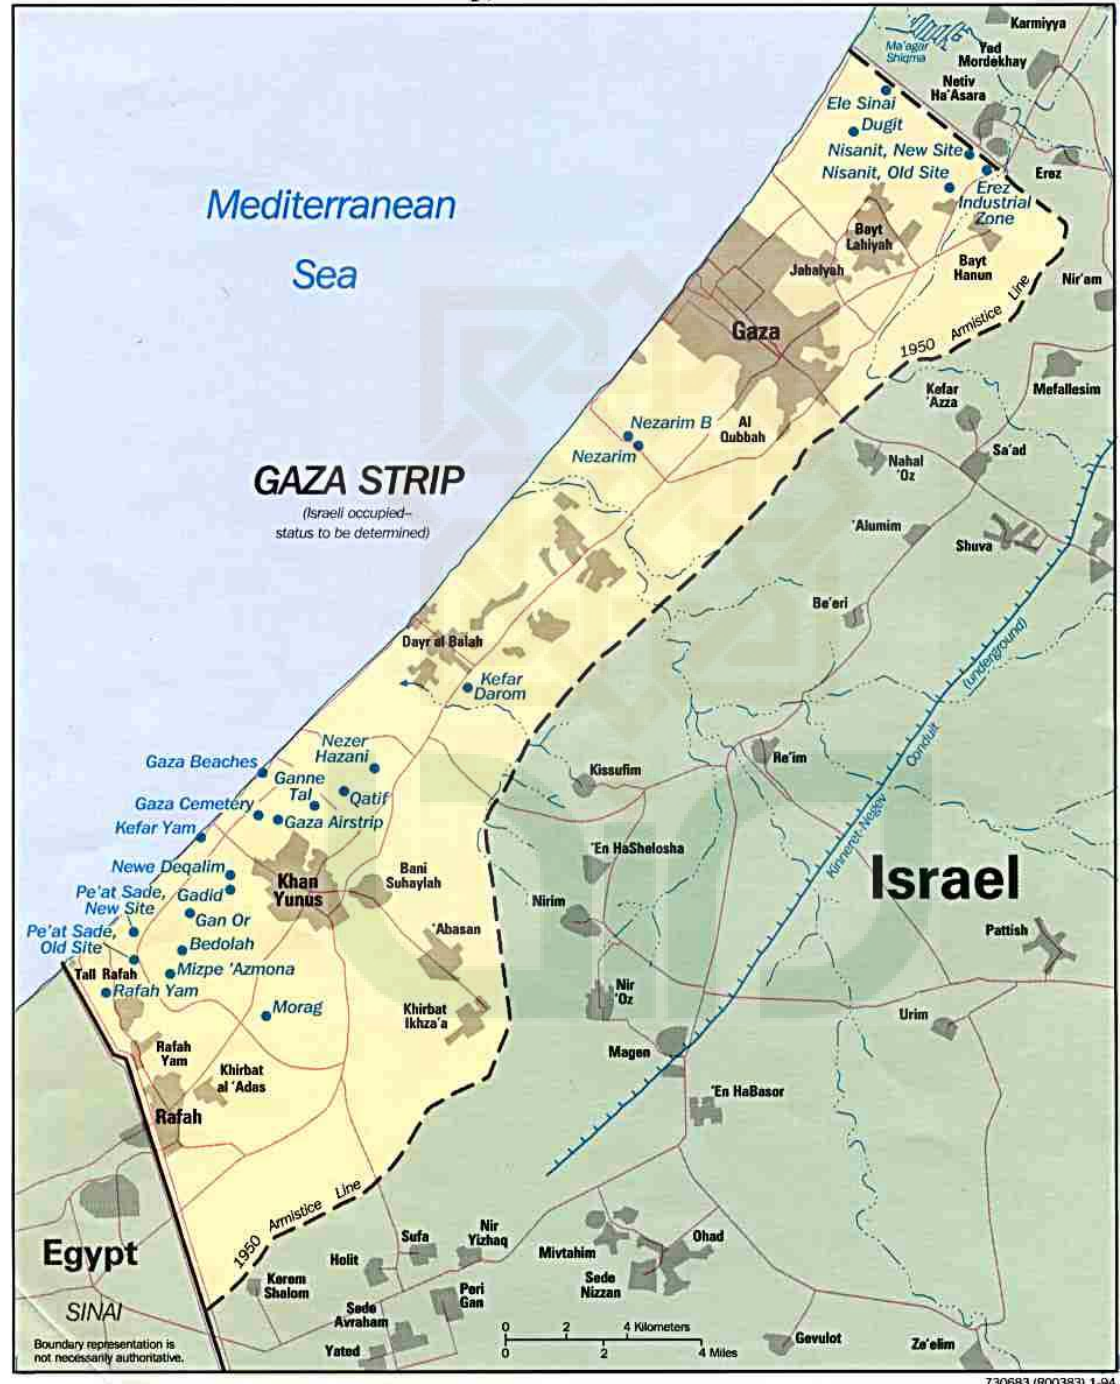 Karmiyya
Ma'agar
Shiqma
Yad
Mordekhay
Netiv
Ha'Asara
Ele Sinai
Dugit
Nisanit, New Site
Nisanit, Old Site
Erez
Erez
Industrial
Zone
Mediterranean
Sea
Bayt
Lahiyah
Jabalyah
Bayt
Hanun
Nir'am
Gaza
1950 Armistice Line
Kefar
'Azza
Mefallesim
Nezarim B
Nezarim
Al
Qubbah
Nahal
'Oz
Sa'ad
GAZA STRIP
(Israeli occupied–
status to be determined)
'Alumim
Shuva
Be'eri
(underground)
Dayr al Balah
Kefar
Darom
Nezer
Hazani
Gaza Beaches
Ganne
Tal
Qatif
Gaza Cemetery
Gaza Airstrip
Kefar Yam
Kissufim
Re'im
Kinneret-Negev Conduit
'En HaShelosha
Israel
Newe Deqalim
Gadid
Pe'at Sade,
New Site
Gan Or
Pe'at Sade,
Old Site
Bedolah
Khan
Yunus
Bani
Suhaylah
'Abasan
Nirim
Pattish
Tall Rafah
Mizpe 'Azmona
Rafah Yam
Morag
Khirbat
Ikhza'a
Nir
'Oz
Urim
Rafah
Yam
Khirbat
al 'Adas
Magen
'En HaBasor
Rafah
1950 Armistice Line
Egypt
SINAI
Boundary representation is
not necessarily authoritative.
Kerem
Shalom
Holit
Sufa
Nir
Yizhaq
Mivtahim
Ohad
Sede
Nizzan
Peri
Gan
Sede
Avraham
Yated
0 2 4 Kilometers
0 2 4 Miles
Gevulot
Ze'elim
730683 (R00383) 1-94